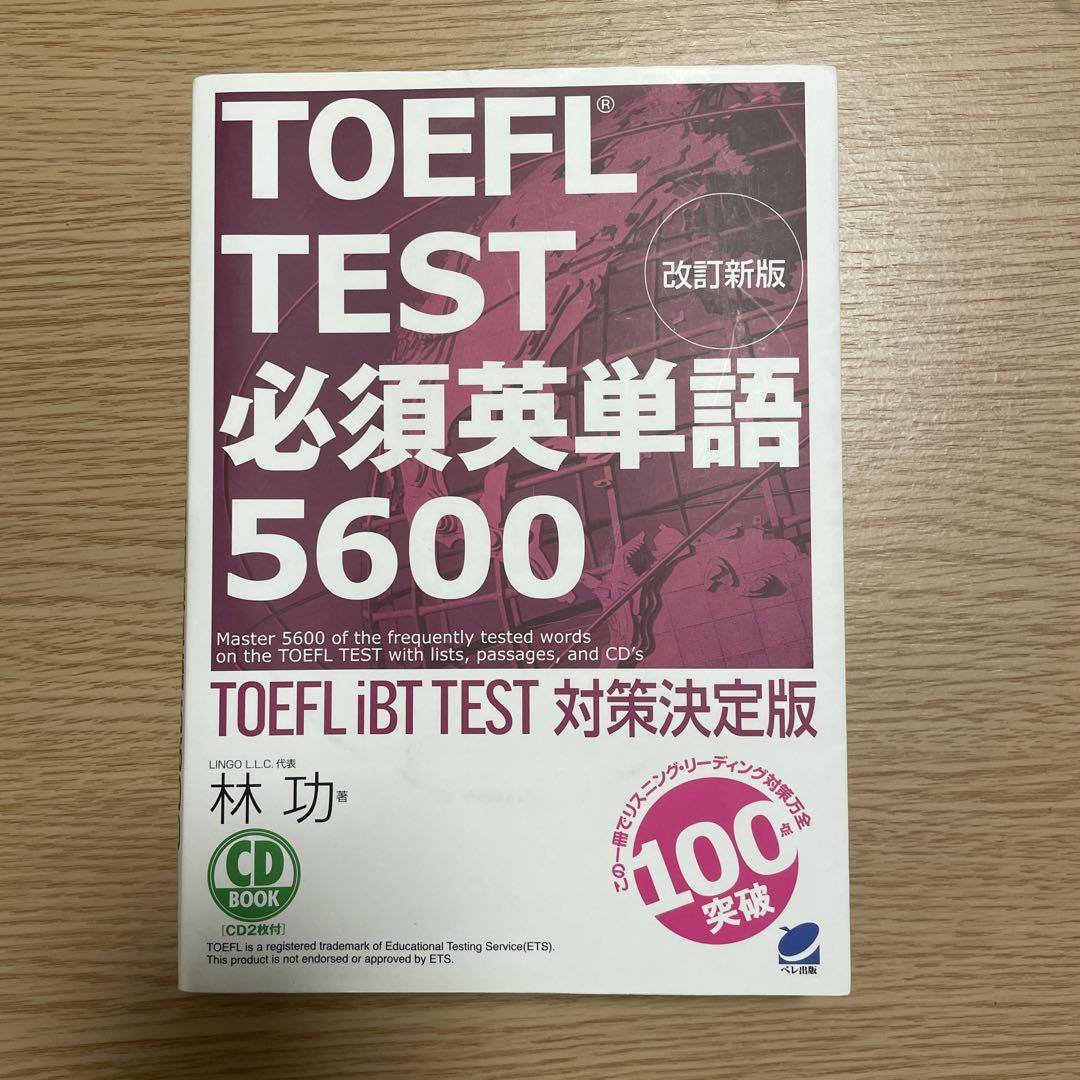 TOEFL®
TEST
改訂新版
必須英単語
5600
Master 5600 of the frequently tested words
on the TOEFL TEST with lists, passages, and CD's
TOEFL iBT TEST 対策決定版
LINGO L.L.C. 代表
林 功 著
この一冊でリスニング・リーディング対策万全
100点
突破
CD
BOOK
[CD2枚付]
TOEFL is a registered trademark of Educational Testing Service(ETS).
This product is not endorsed or approved by ETS.
ベレ出版